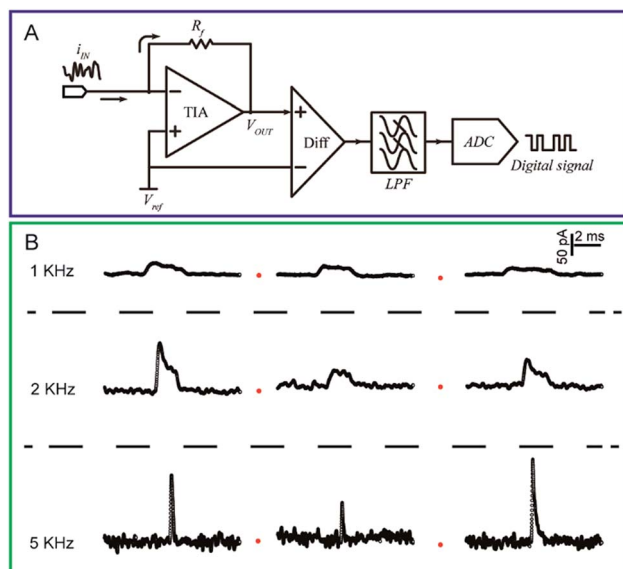 A
R_f
i_IN
−
TIA
+
V_OUT
V_ref
+
Diff
−
LPF
ADC
Digital signal
B
50 pA
2 ms
1 KHz
2 KHz
5 KHz